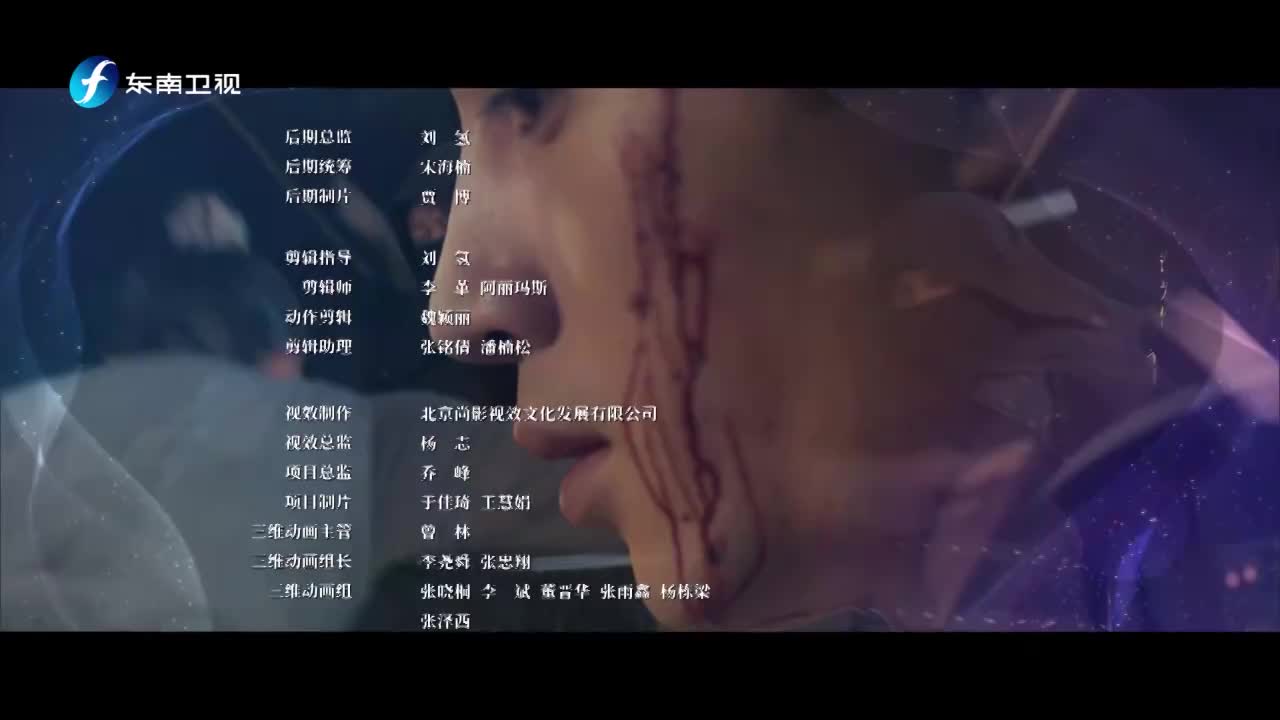 东南卫视
后期总监 刘 氢
后期统筹 宋海楠
后期制片 贾 博
剪辑指导 刘 氢
剪辑师 李 革 阿丽玛斯
动作剪辑 魏颖丽
剪辑助理 张铭倩 潘楠松
视效制作 北京尚影视效文化发展有限公司
视效总监 杨 志
项目总监 乔 峰
项目制片 于佳琦 王慧娟
三维动画主管 曾 林
三维动画组长 李尧舜 张忠翔
三维动画组 张晓桐 李 斌 董晋华 张雨鑫 杨栋梁
张泽西